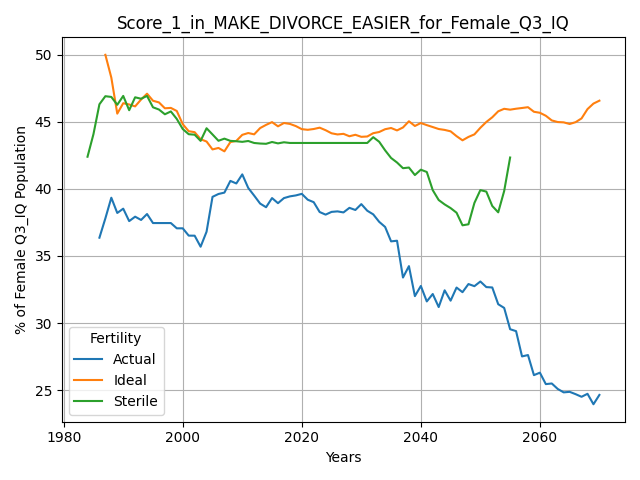 Score_1_in_MAKE_DIVORCE_EASIER_for_Female_Q3_IQ
% of Female Q3_IQ Population
50
45
40
35
30
25
Fertility
Actual
Ideal
Sterile
1980 2000 2020 2040 2060
Years